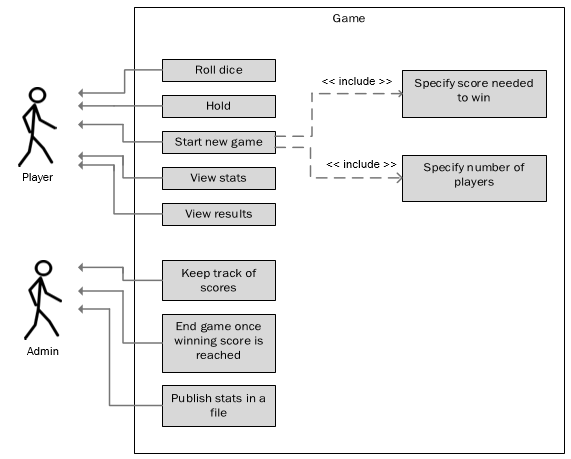 Game
Roll dice
Hold
Start new game
View stats
View results
<< include >>
Specify score needed
to win
<< include >>
Specify number of
players
Player
Keep track of
scores
End game once
winning score is
reached
Publish stats in a
file
Admin